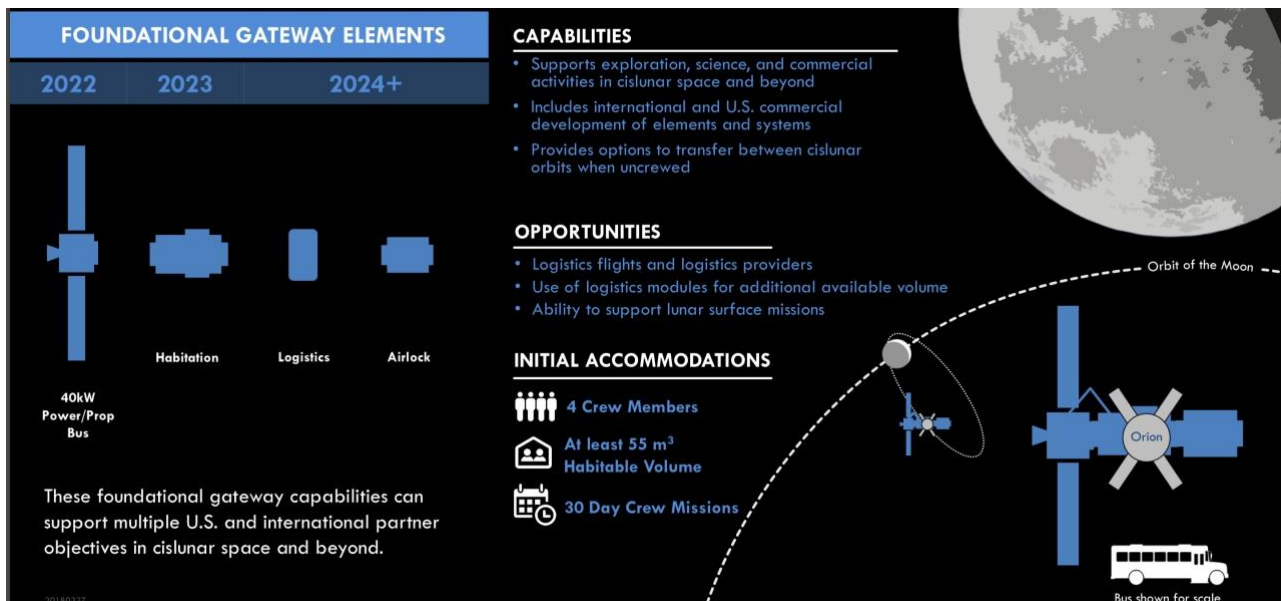 FOUNDATIONAL GATEWAY ELEMENTS
2022 2023 2024+
40kW
Power/Prop
Bus
Habitation
Logistics
Airlock
These foundational gateway capabilities can
support multiple U.S. and international partner
objectives in cislunar space and beyond.
CAPABILITIES
• Supports exploration, science, and commercial
activities in cislunar space and beyond
• Includes international and U.S. commercial
development of elements and systems
• Provides options to transfer between cislunar
orbits when uncrewed
OPPORTUNITIES
• Logistics flights and logistics providers
• Use of logistics modules for additional available volume
• Ability to support lunar surface missions
INITIAL ACCOMMODATIONS
4 Crew Members
At least 55 m³
Habitable Volume
30 Day Crew Missions
Orbit of the Moon
Orion
Bus shown for scale